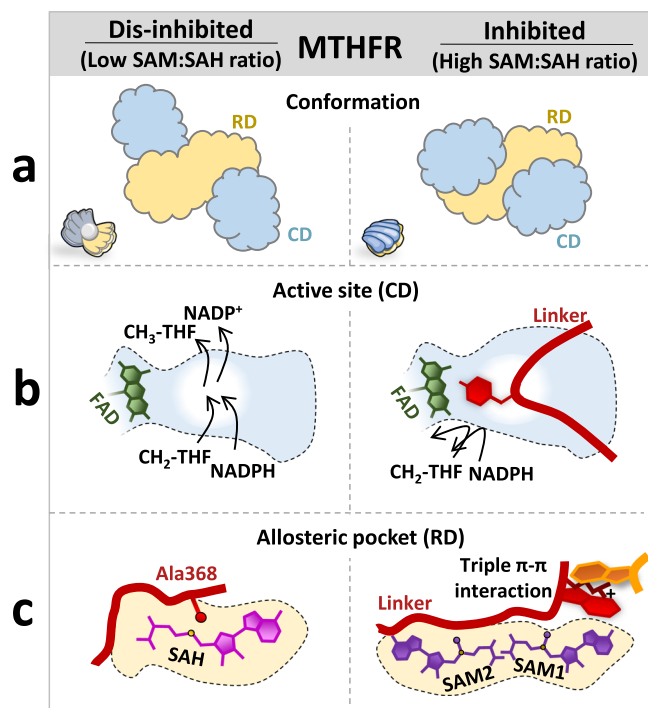 Dis-inhibited
(Low SAM:SAH ratio)
MTHFR
Inhibited
(High SAM:SAH ratio)
a
Conformation
RD
CD
RD
CD
b
Active site (CD)
NADP+
CH3-THF
FAD
CH2-THF
NADPH
Linker
FAD
CH2-THF
NADPH
c
Allosteric pocket (RD)
Ala368
SAH
Triple π-π
interaction
+
Linker
SAM2
SAM1